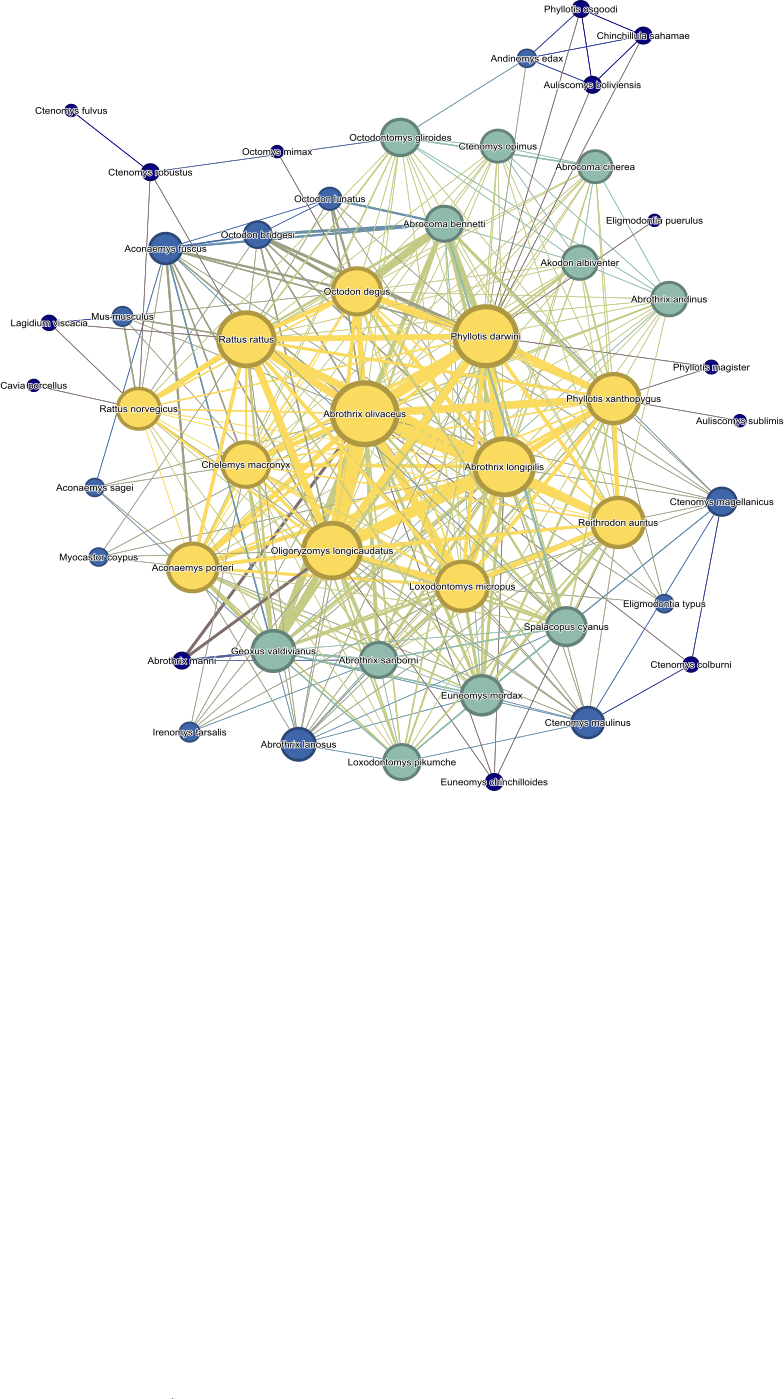 Phyllotis osgoodi
Chinchillula sahamae
Andinomys edax
Auliscomys boliviensis
Ctenomys fulvus
Octodontomys gliroides
Ctenomys opimus
Octomys mimax
Abrocoma cinerea
Ctenomys robustus
Octodon lunatus
Eligmodontia puerulus
Abrocoma bennetti
Octodon bridgesi
Aconaemys fuscus
Akodon albiventer
Octodon degus
Abrothrix andinus
Mus musculus
Lagidium viscacia
Phyllotis darwini
Rattus rattus
Phyllotis magister
Cavia porcellus
Phyllotis xanthopygus
Rattus norvegicus
Abrothrix olivaceus
Auliscomys sublimis
Chelemys macronyx
Abrothrix longipilis
Aconaemys sagei
Ctenomys magellanicus
Reithrodon auritus
Oligoryzomys longicaudatus
Myocastor coypus
Aconaemys porteri
Loxodontomys micropus
Eligmodontia typus
Spalacopus cyanus
Geoxus valdivianus
Abrothrix manni
Abrothrix sanborni
Ctenomys colburni
Euneomys mordax
Ctenomys maulinus
Irenomys tarsalis
Abrothrix lanosus
Loxodontomys pikumche
Euneomys chinchilloides